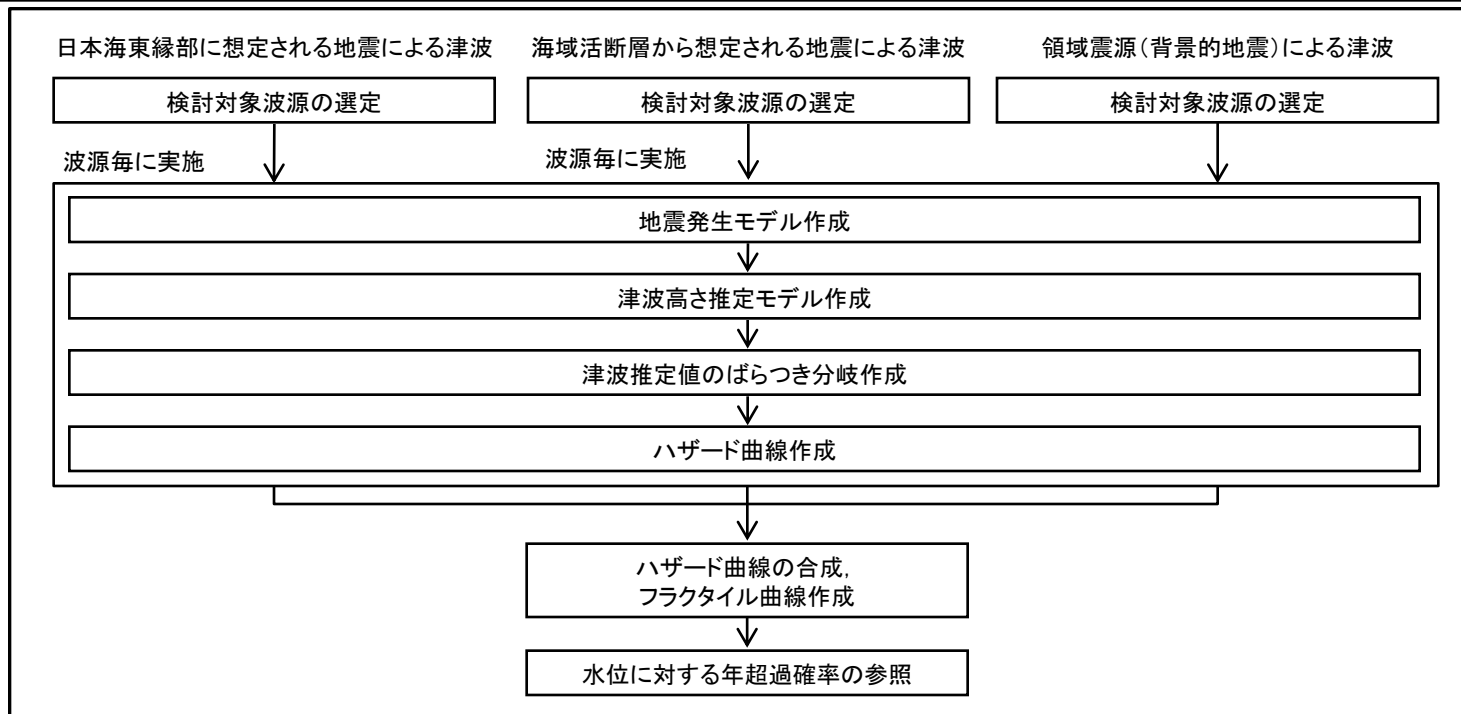 日本海東縁部に想定される地震による津波
海域活断層から想定される地震による津波
領域震源(背景的地震)による津波
検討対象波源の選定
検討対象波源の選定
検討対象波源の選定
波源毎に実施
波源毎に実施
地震発生モデル作成
津波高さ推定モデル作成
津波推定値のばらつき分岐作成
ハザード曲線作成
ハザード曲線の合成,
フラクタイル曲線作成
水位に対する年超過確率の参照